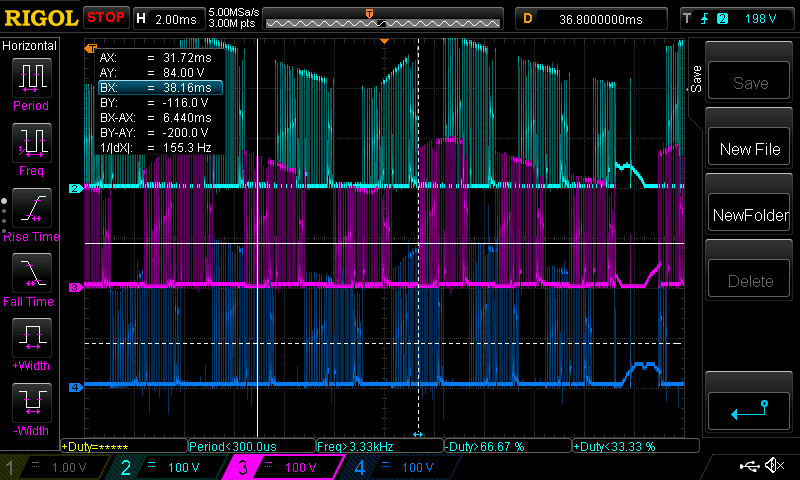 RIGOL STOP H 2.00ms 5.00MSa/s 3.00M pts T D 36.8000000ms T 2 198 V
Horizontal
Period
Freq
Rise Time
Fall Time
+Width
-Width
T
AX: = 31.72ms
AY: = 84.00 V
BX: = 38.16ms
BY: = -116.0 V
BX-AX: = 6.440ms
BY-AY: = -200.0 V
1/|dX|: = 155.3 Hz
2
3
4
Save
Save
New File
NewFolder
Delete
+Duty=***** Period<300.0us Freq>3.33kHz -Duty>66.67 % +Duty<33.33 %
1 = 1.00 V 2 = 100 V 3 = 100 V 4 = 100 V